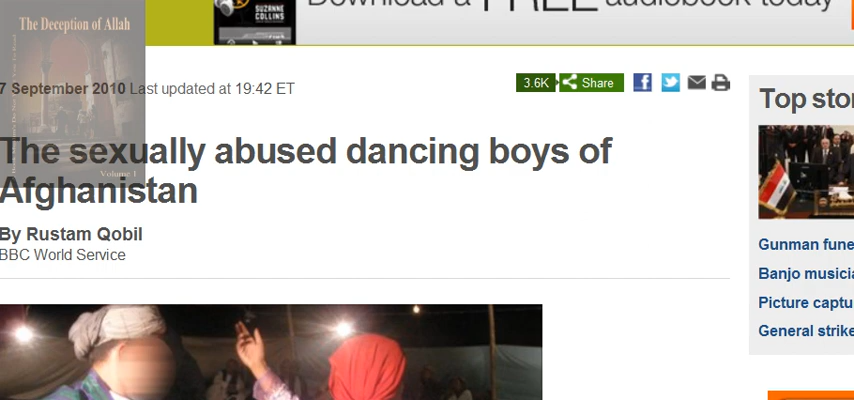 Download a FREE audiobook today
SUZANNE
COLLINS
The Deception of Allah
Volume 1
7 September 2010 Last updated at 19:42 ET
3.6K
Share
The sexually abused dancing boys of
Afghanistan
By Rustam Qobil
BBC World Service
Top stor
Gunman fune
Banjo musicia
Picture captu
General strike